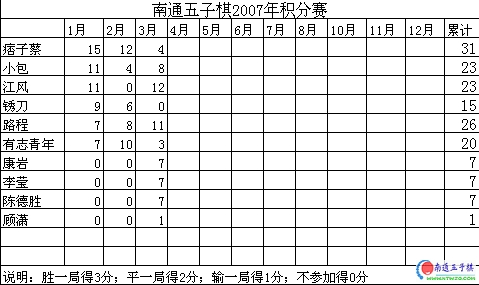 南通五子棋2007年积分赛
1月 2月 3月 4月 5月 6月 7月 8月 9月 10月 11月 12月 累计
痞子蔡 15 12 4 31
小包 11 4 8 23
江风 11 0 12 23
锈刀 9 6 0 15
路程 7 8 11 26
有志青年 7 10 3 20
康岩 0 0 7 7
李莹 0 0 7 7
陈德胜 0 0 7 7
顾潇 0 0 1 1
南通五子棋
说明：胜一局得3分；平一局得2分；输一局得1分；不参加得0分